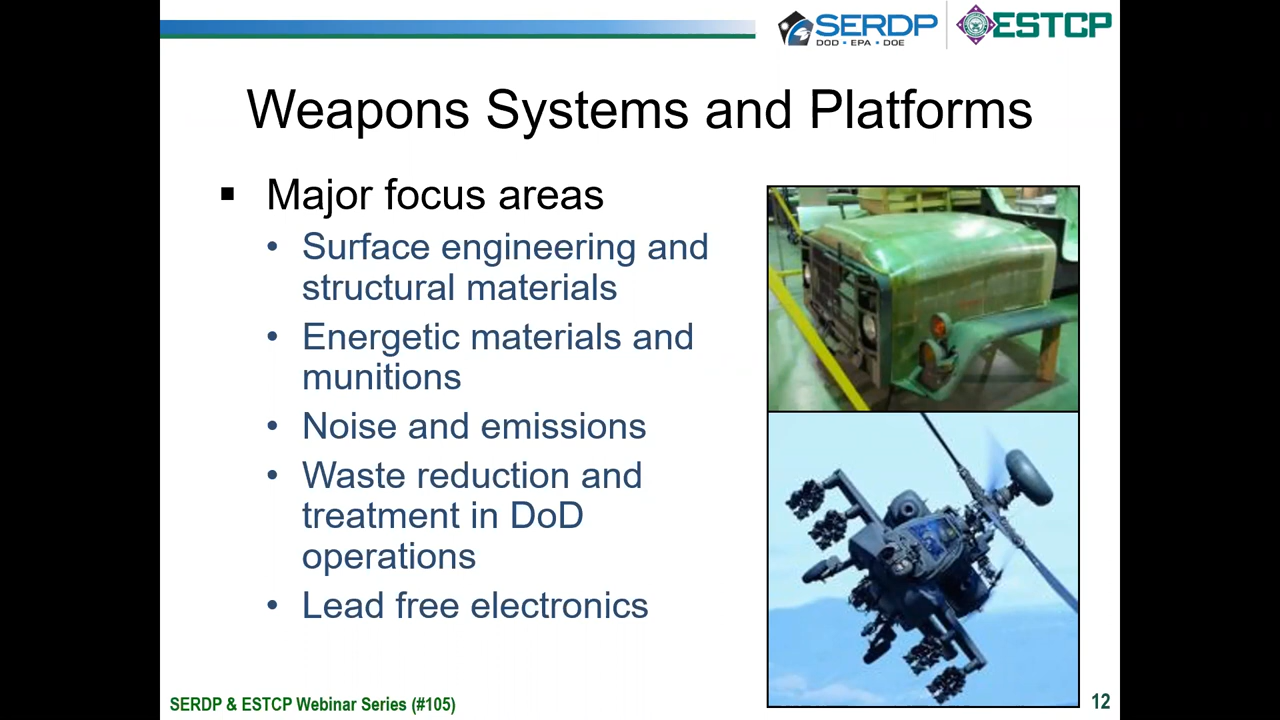 SERDP
DOD • EPA • DOE
ESTCP
Weapons Systems and Platforms
▪ Major focus areas
• Surface engineering and
structural materials
• Energetic materials and
munitions
• Noise and emissions
• Waste reduction and
treatment in DoD
operations
• Lead free electronics
SERDP & ESTCP Webinar Series (#105)
12